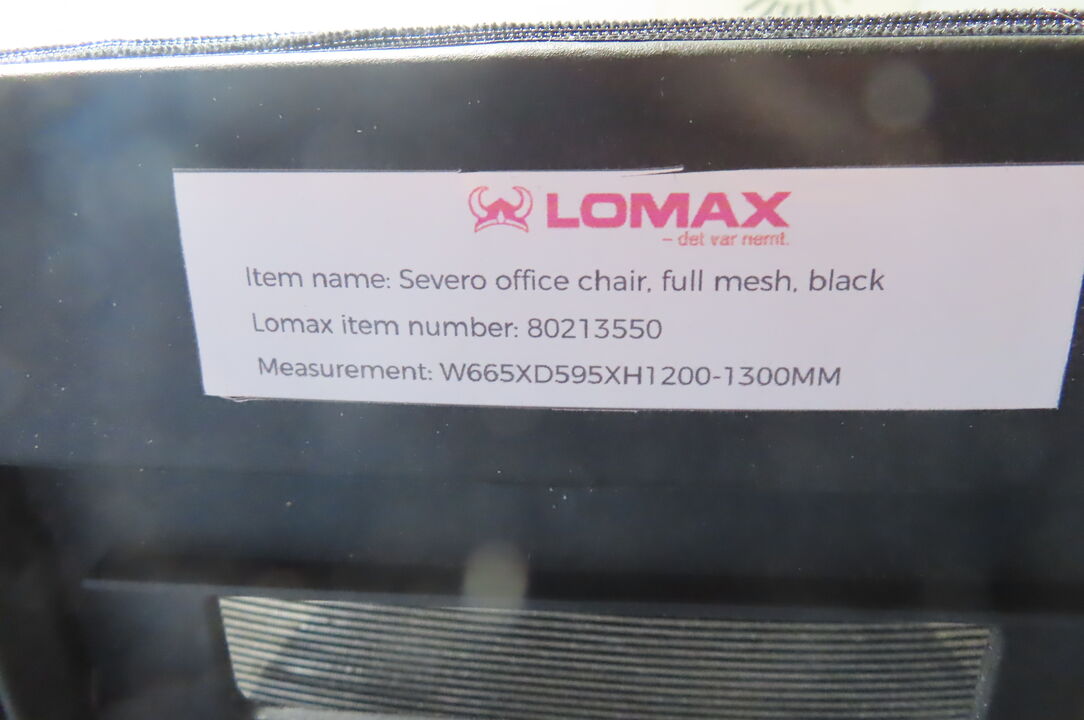 LOMAX
– det var nemt.
Item name: Severo office chair, full mesh, black
Lomax item number: 80213550
Measurement: W665XD595XH1200-1300MM